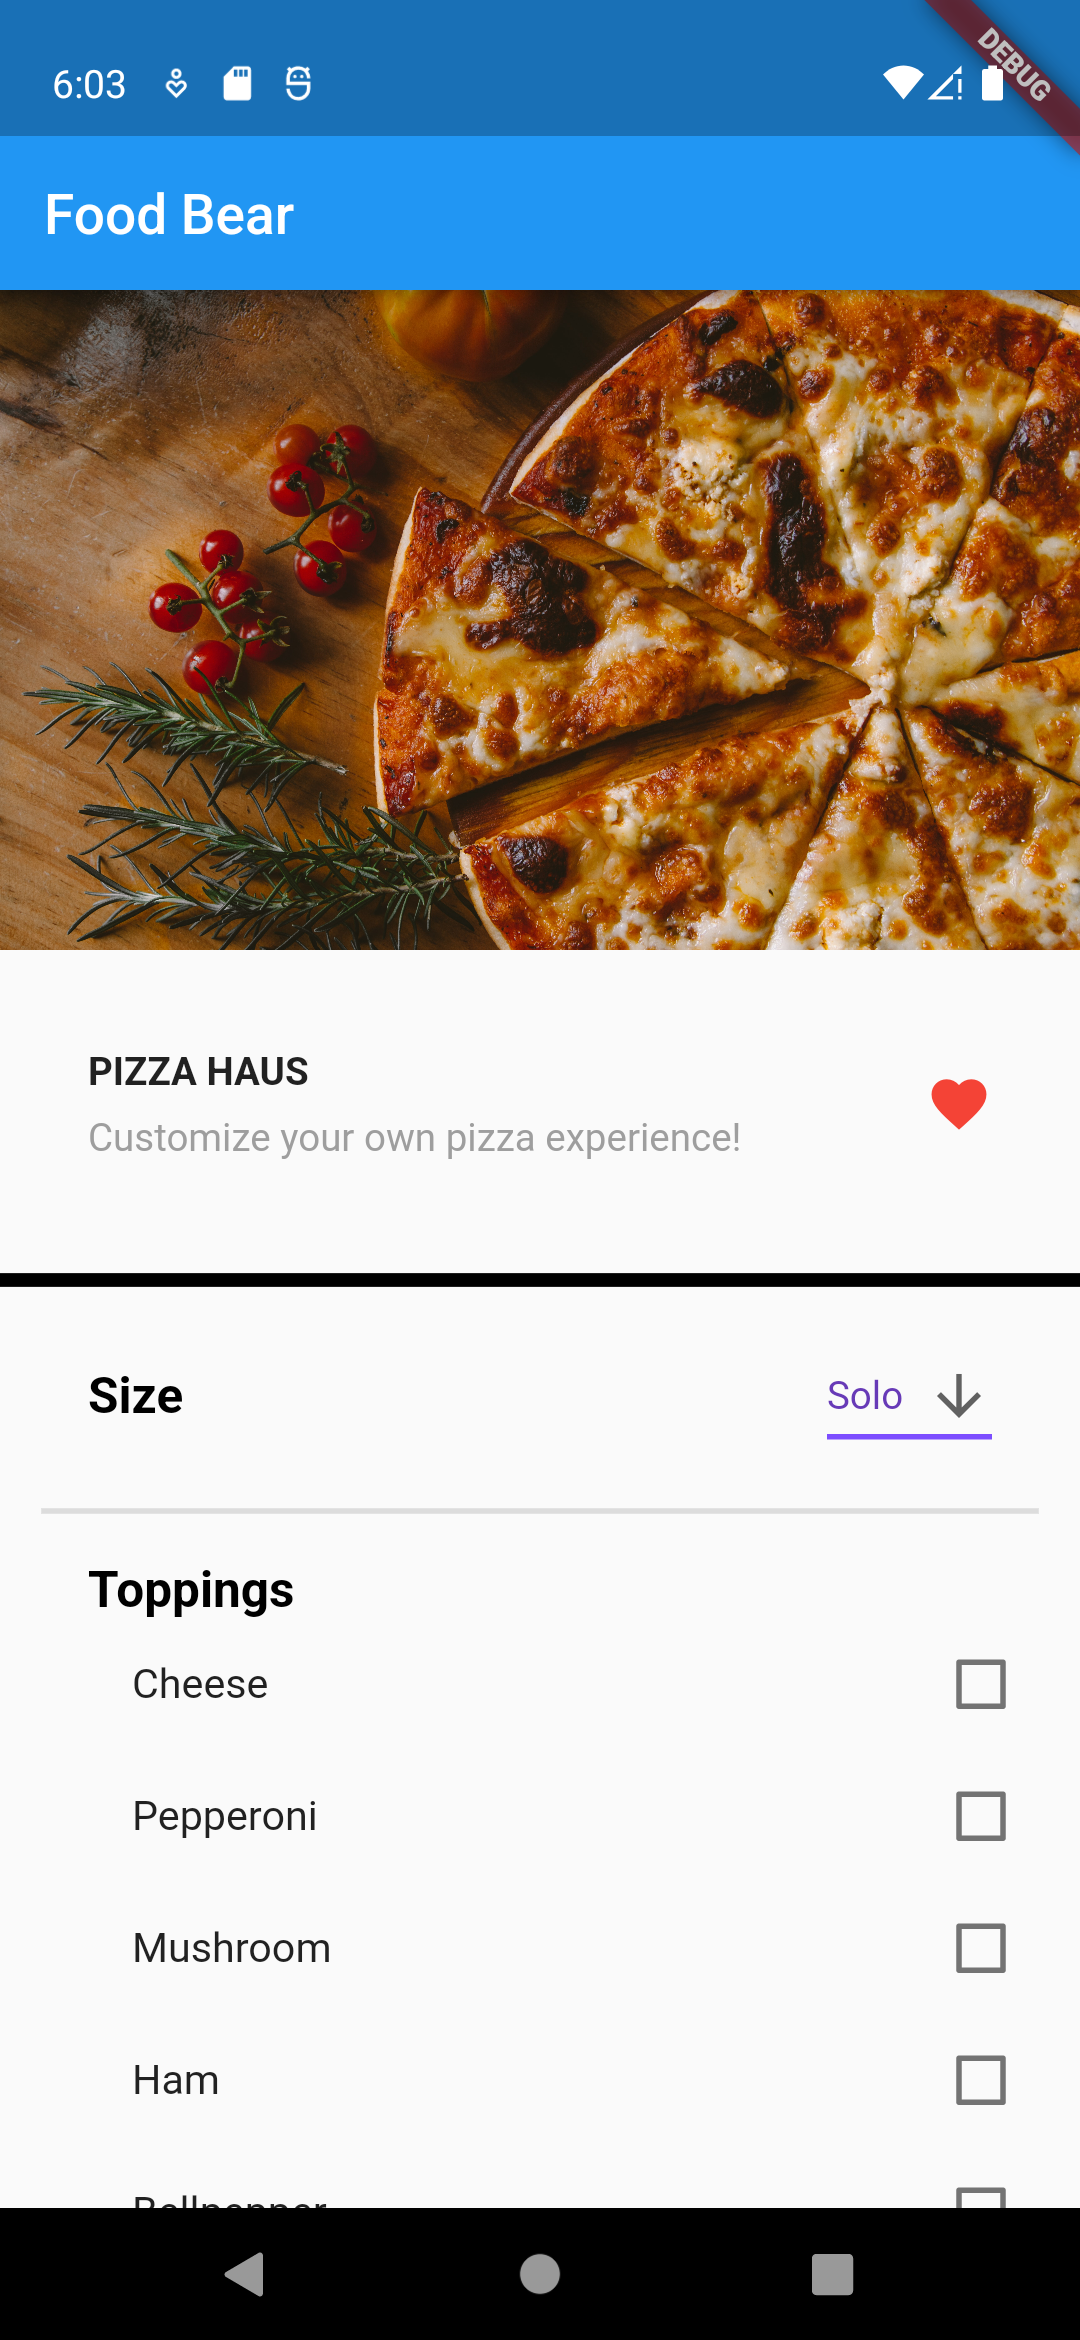 6:03
DEBUG
Food Bear
PIZZA HAUS
Customize your own pizza experience!
Size
Solo
Toppings
Cheese
Pepperoni
Mushroom
Ham
Bellpepper